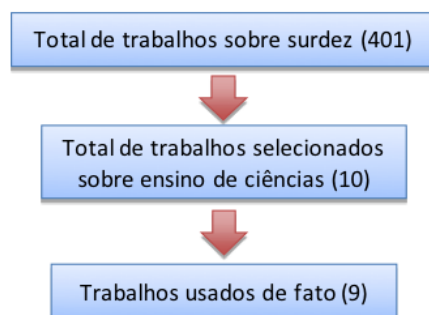 Total de trabalhos sobre surdez (401)
Total de trabalhos selecionados
sobre ensino de ciências (10)
Trabalhos usados de fato (9)